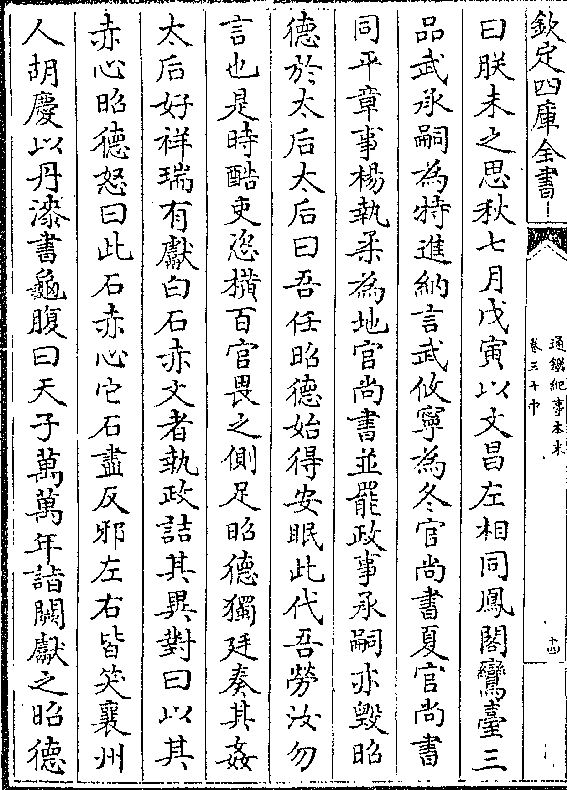 欽定四庫全書
通鑑紀事本末
卷三十中
十四
曰朕未之思秋七月戊寅以文昌左相同鳳閣鸞臺三
品武承嗣為特進納言武攸寧為冬官尚書夏官尚書
同平章事楊執柔為地官尚書並罷政事承嗣亦毀昭
德於太后太后曰吾任昭德始得安眠此代吾勞汝勿
言也是時酷吏恣橫百官畏之側足昭德獨廷奏其姦
太后好祥瑞有獻白石赤文者執政詰其異對曰以其
赤心昭德怒曰此石赤心它石盡反邪左右皆笑襄州
人胡慶以丹漆書龜腹曰天子萬萬年詣闕獻之昭德